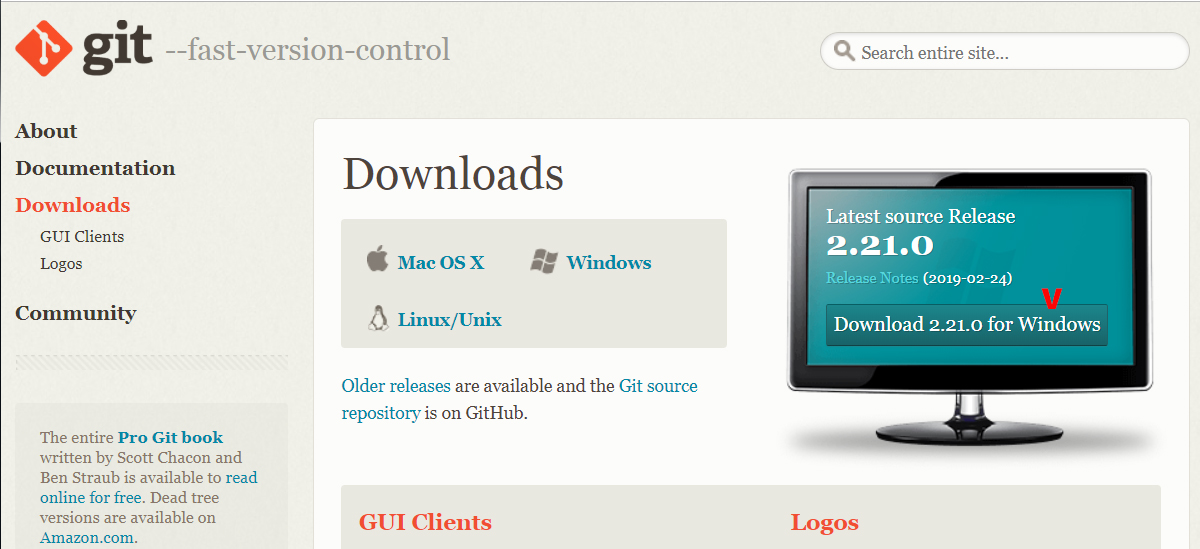 git --fast-version-control
Search entire site...
About
Documentation
Downloads
GUI Clients
Logos
Community
The entire Pro Git book
written by Scott Chacon and
Ben Straub is available to read
online for free. Dead tree
versions are available on
Amazon.com.
Downloads
Mac OS X
Windows
Linux/Unix
Older releases are available and the Git source
repository is on GitHub.
Latest source Release
2.21.0
Release Notes (2019-02-24)
V
Download 2.21.0 for Windows
GUI Clients
Logos